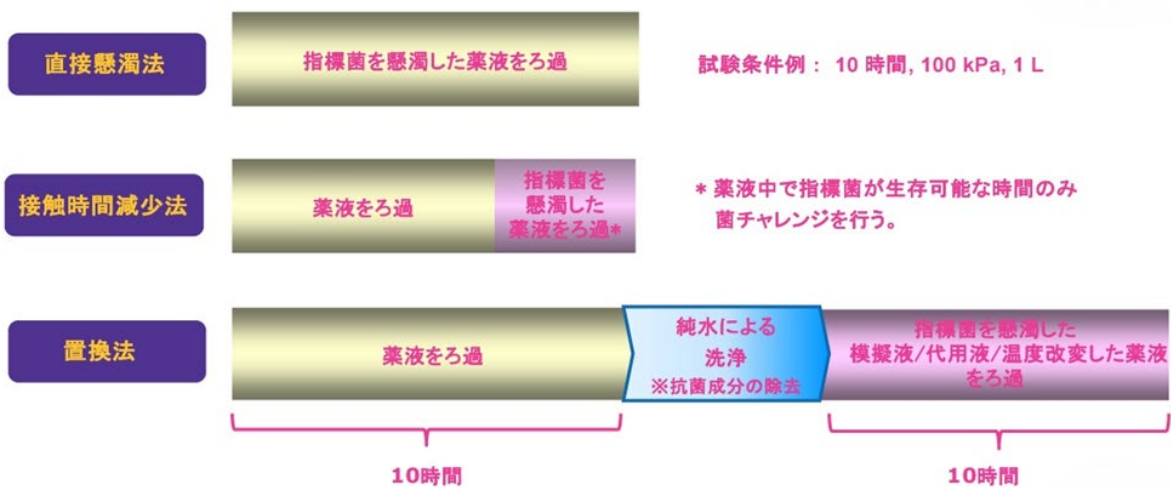 直接懸濁法
指標菌を懸濁した薬液をろ過
試験条件例： 10 時間, 100 kPa, 1 L
接触時間減少法
薬液をろ過
指標菌を
懸濁した
薬液をろ過*
* 薬液中で指標菌が生存可能な時間のみ
菌チャレンジを行う。
置換法
薬液をろ過
純水による
洗浄
※抗菌成分の除去
指標菌を懸濁した
模擬液/代用液/温度改変した薬液
をろ過
10時間
10時間